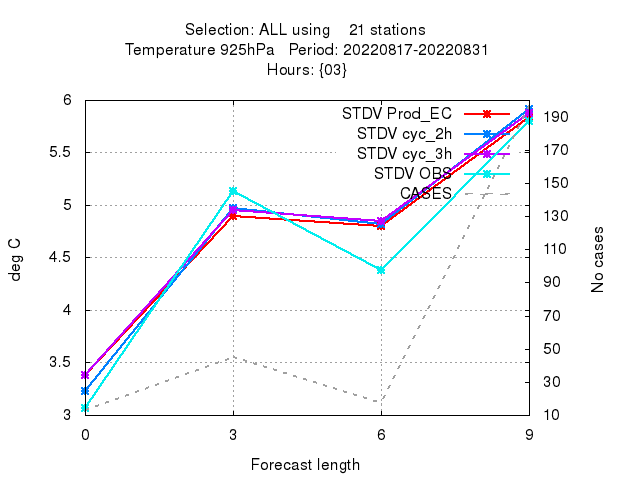 Selection: ALL using 21 stations
Temperature 925hPa Period: 20220817-20220831
Hours: {03}
STDV Prod_EC
STDV cyc_2h
STDV cyc_3h
STDV OBS
CASES
deg C
6
5.5
5
4.5
4
3.5
3
190
170
150
130
110
90
70
50
30
10
No cases
0 3 6 9
Forecast length